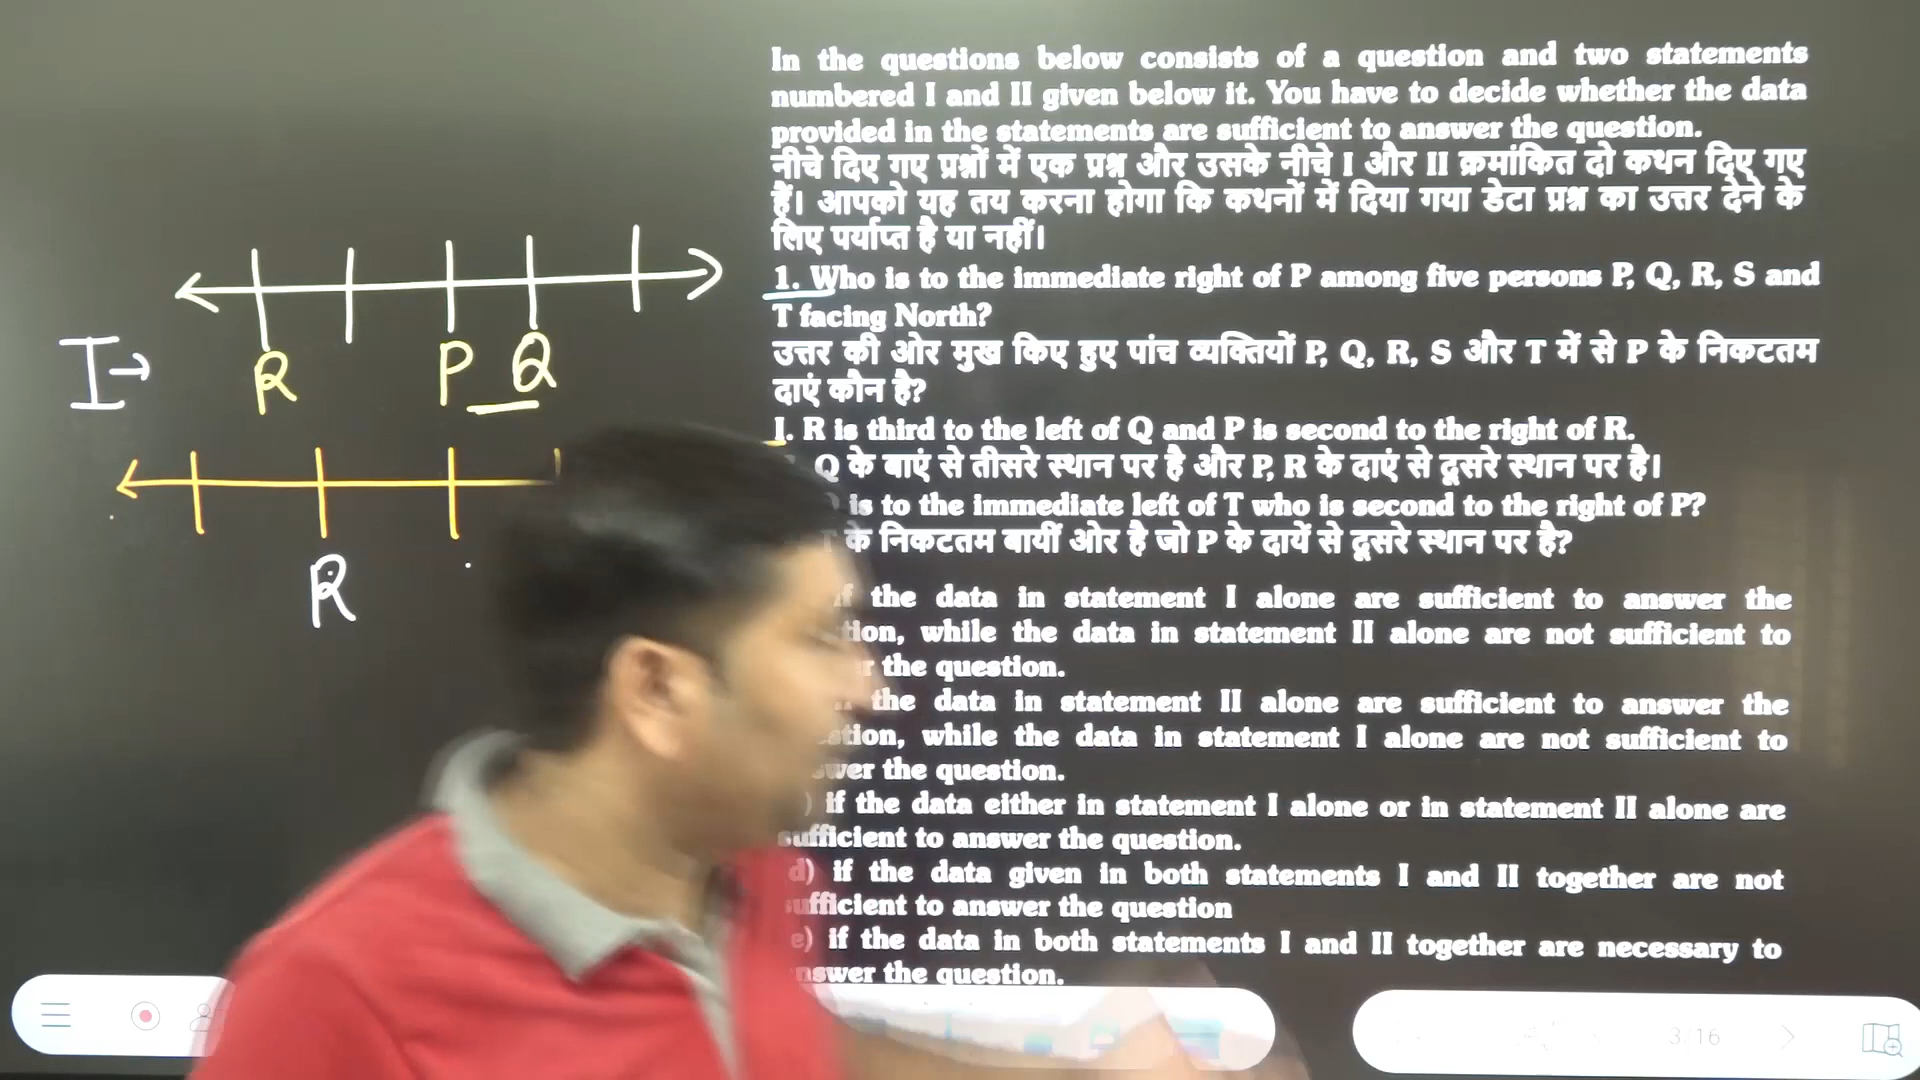 In the questions below consists of a question and two statements
numbered I and II given below it. You have to decide whether the data
provided in the statements are sufficient to answer the question.
नीचे दिए गए प्रश्नों में एक प्रश्न और उसके नीचे I और II क्रमांकित दो कथन दिए गए
हैं। आपको यह तय करना होगा कि कथनों में दिया गया डेटा प्रश्न का उत्तर देने के
लिए पर्याप्त है या नहीं।
1. Who is to the immediate right of P among five persons P, Q, R, S and
T facing North?
उत्तर की ओर मुख किए हुए पांच व्यक्तियों P, Q, R, S और T में से P के निकटतम
दाएं कौन है?
I. R is third to the left of Q and P is second to the right of R.
Q के बाएं से तीसरे स्थान पर है और P, R के दाएं से दूसरे स्थान पर है।
is to the immediate left of T who is second to the right of P?
के निकटतम बायीं ओर है जो P के दायें से दूसरे स्थान पर है?
if the data in statement I alone are sufficient to answer the
while the data in statement II alone are not sufficient to
the question.
the data in statement II alone are sufficient to answer the
while the data in statement I alone are not sufficient to
the question.
) if the data either in statement I alone or in statement II alone are
sufficient to answer the question.
d) if the data given in both statements I and II together are not
sufficient to answer the question
e) if the data in both statements I and II together are necessary to
answer the question.
I→
R P Q
R
3/16